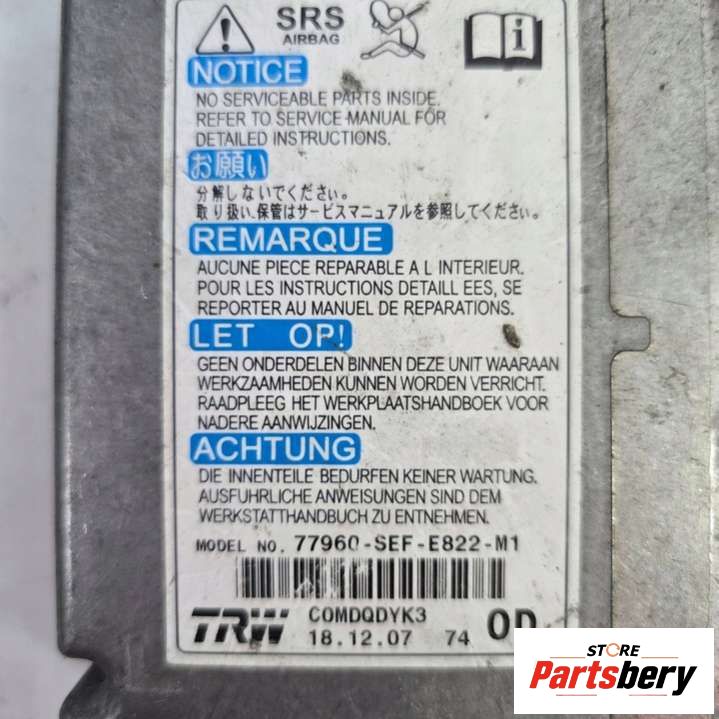 SRS
AIRBAG
NOTICE
NO SERVICEABLE PARTS INSIDE.
REFER TO SERVICE MANUAL FOR
DETAILED INSTRUCTIONS.
お願い
分解しないでください。
取り扱い、保管はサービスマニュアルを参照してください。
REMARQUE
AUCUNE PIECE REPARABLE A L INTERIEUR.
POUR LES INSTRUCTIONS DETAILL EES, SE
REPORTER AU MANUEL DE REPARATIONS.
LET OP!
GEEN ONDERDELEN BINNEN DEZE UNIT WAARAAN
WERKZAAMHEDEN KUNNEN WORDEN VERRICHT.
RAADPLEEG HET WERKPLAATSHANDBOEK VOOR
NADERE AANWIJZINGEN.
ACHTUNG
DIE INNENTEILE BEDURFEN KEINER WARTUNG.
AUSFUHRLICHE ANWEISUNGEN SIND DEM
WERKSTATTHANDBUCH ZU ENTNEHMEN.
MODEL NO. 77960-SEF-E822-M1
TRW
COMDQDYK3
18.12.07 74
STORE
Partsbery